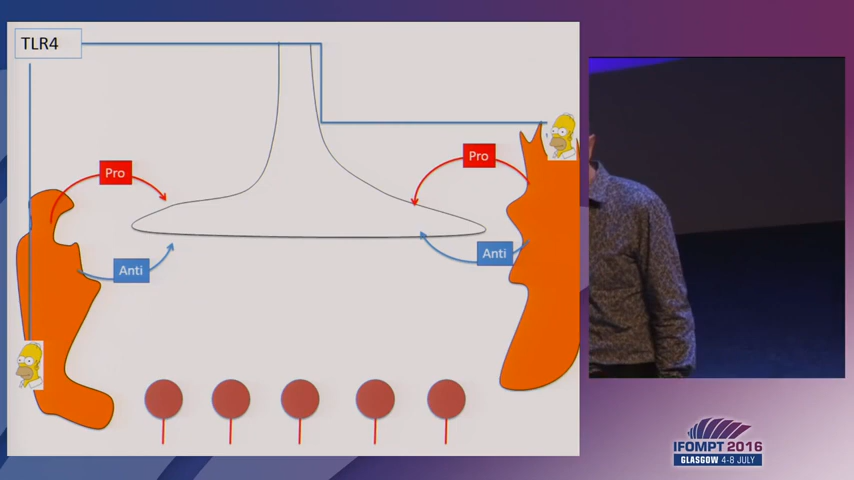 TLR4
Pro
Pro
Anti
Anti
IFOMPT 2016
GLASGOW 4-8 JULY